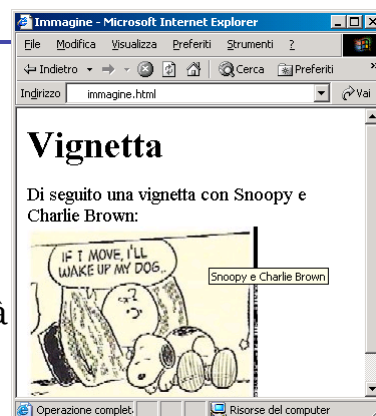 Immagine - Microsoft Internet Explorer
File Modifica Visualizza Preferiti Strumenti ?
Indietro Cerca Preferiti »
Indirizzo immagine.html Vai
Vignetta
Di seguito una vignetta con Snoopy e
Charlie Brown:
IF I MOVE, I'LL
WAKE UP MY DOG..
Snoopy e Charlie Brown
à
Operazione complet. Risorse del computer